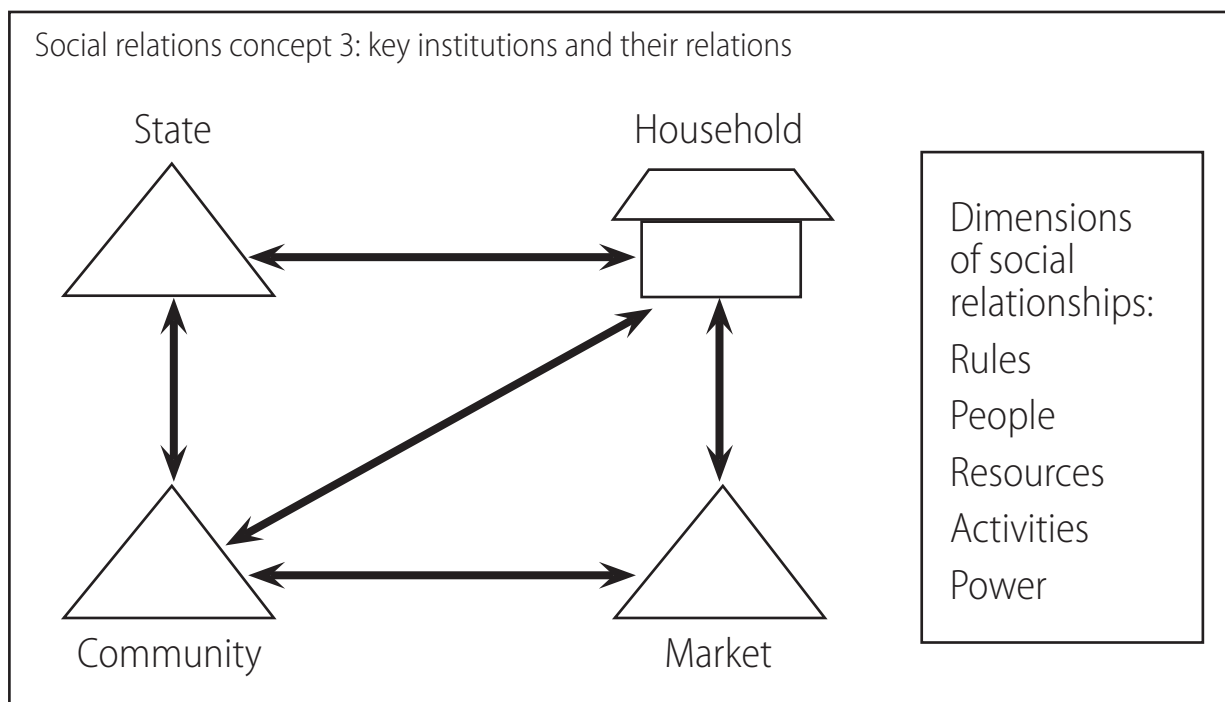 Social relations concept 3: key institutions and their relations
State
Household
Community
Market
Dimensions
of social
relationships:
Rules
People
Resources
Activities
Power